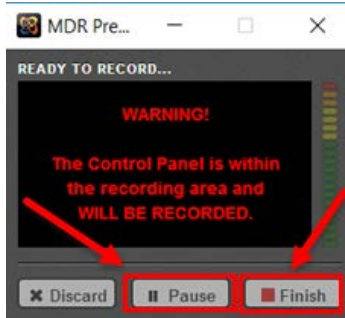 MDR Pre...
READY TO RECORD...
WARNING!
The Control Panel is within
the recording area and
WILL BE RECORDED.
Discard
Pause
Finish